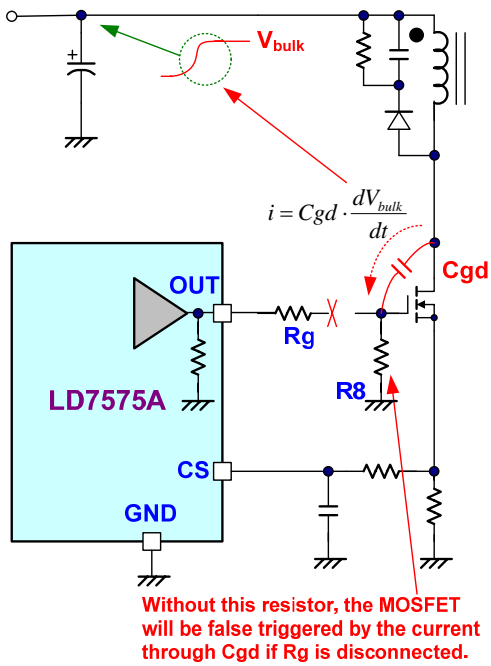 +
Vbulk
i = Cgd · dVbulk/dt
Cgd
OUT
Rg
R8
LD7575A
CS
GND
Without this resistor, the MOSFET
will be false triggered by the current
through Cgd if Rg is disconnected.